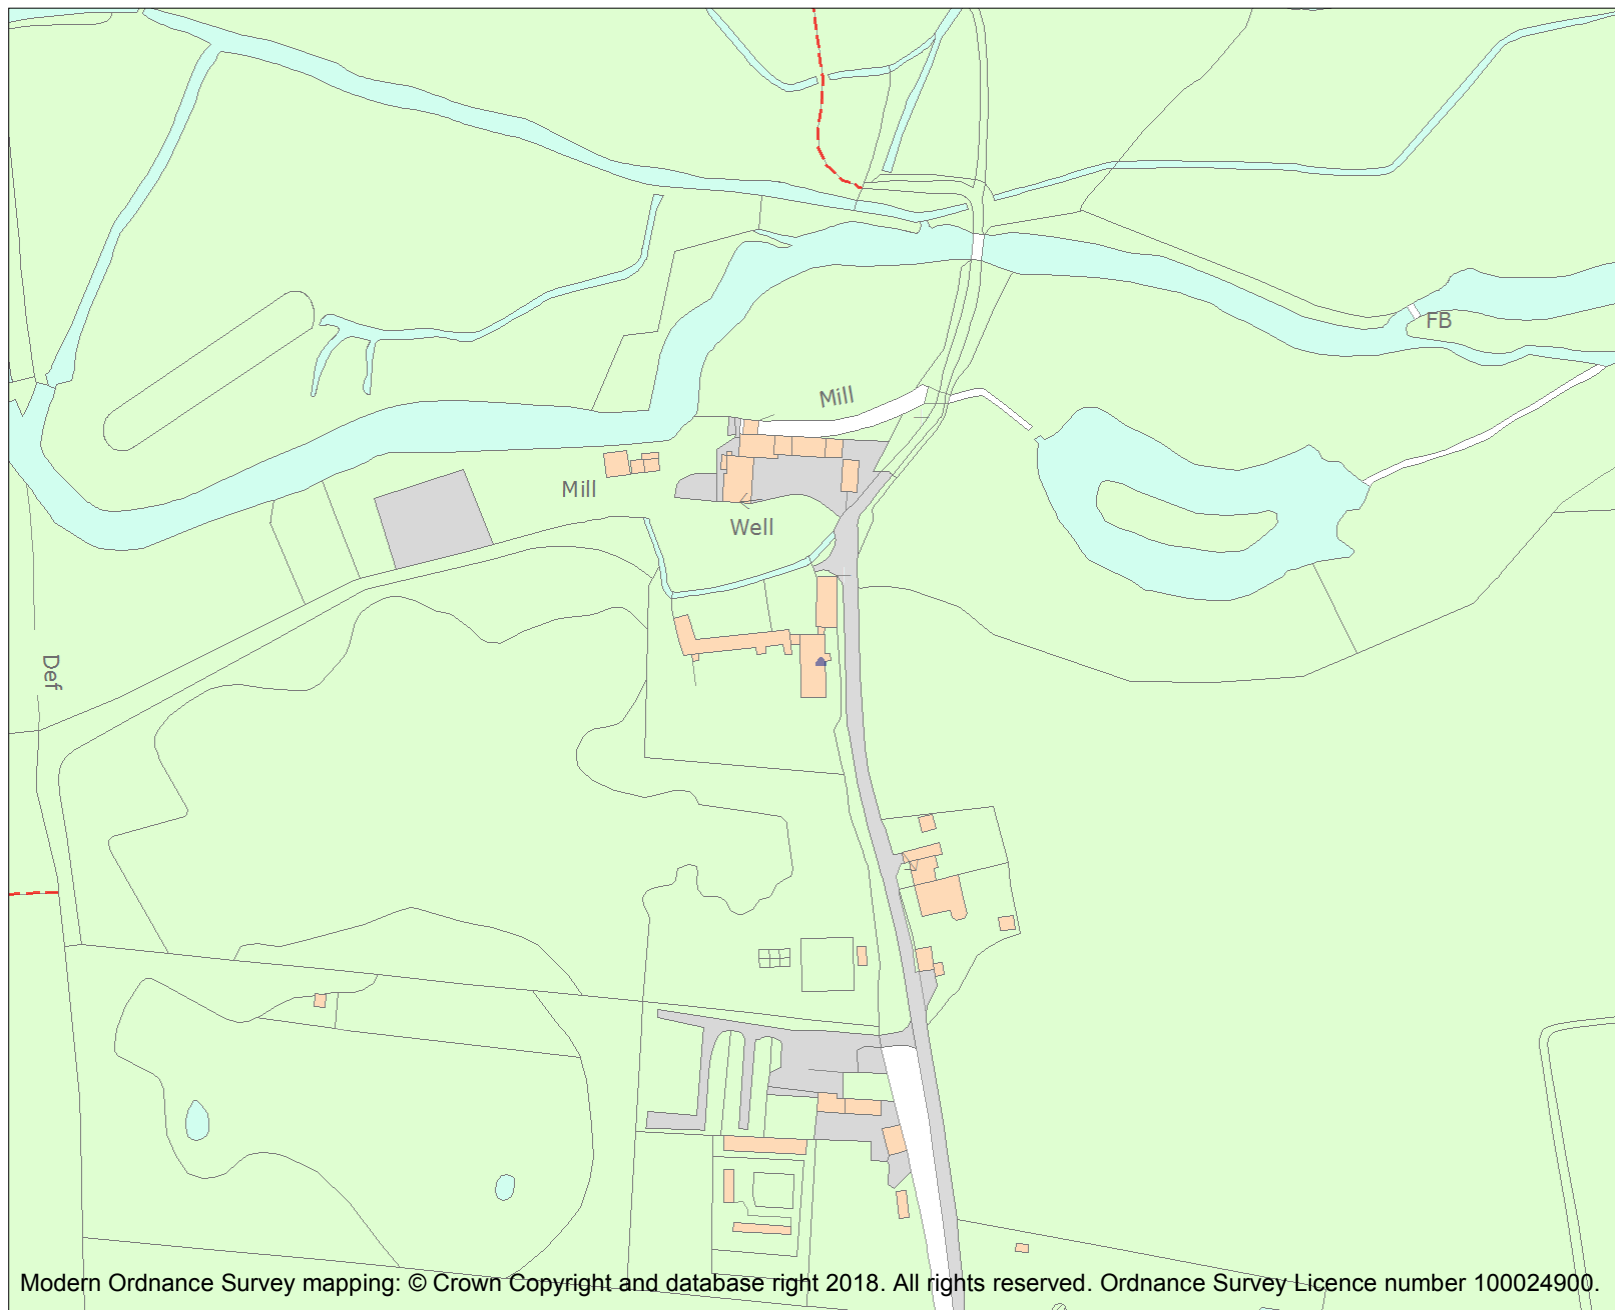 FB
Mill
Mill
Well
Def
Modern Ordnance Survey mapping: © Crown Copyright and database right 2018. All rights reserved. Ordnance Survey Licence number 100024900.